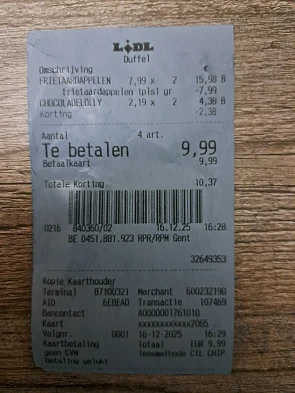 LIDL
Duffel
Omschrijving €
FRIETAARDAPPELEN 7,99 x 2 15,98 B
frietaardappelen 1p1s1 gr -7,99
CHOCOLADELOLLY 2,19 x 2 4,38 B
Korting -2,38
Aantal 4 art.
Te betalen 9,99
Betaalkaart 9,99
Totale Korting 10,37
0216 840360/02 16.12.25 16:28
BE 0451.881.923 RPR/RPM Gent
32649353
Kopie Kaarthouder
Terminal 87100321 Merchant 600232190
AID 6EBEAD Transactie 107469
Bancontact A0000001761010
Kaart xxxxxxxxxxxx2065
Volgnr. 0001 16-12-2025 16:29
Kaartbetaling Totaal EUR 9,99
geen CVM leesmethode CTL CHIP
Betaling gelukt